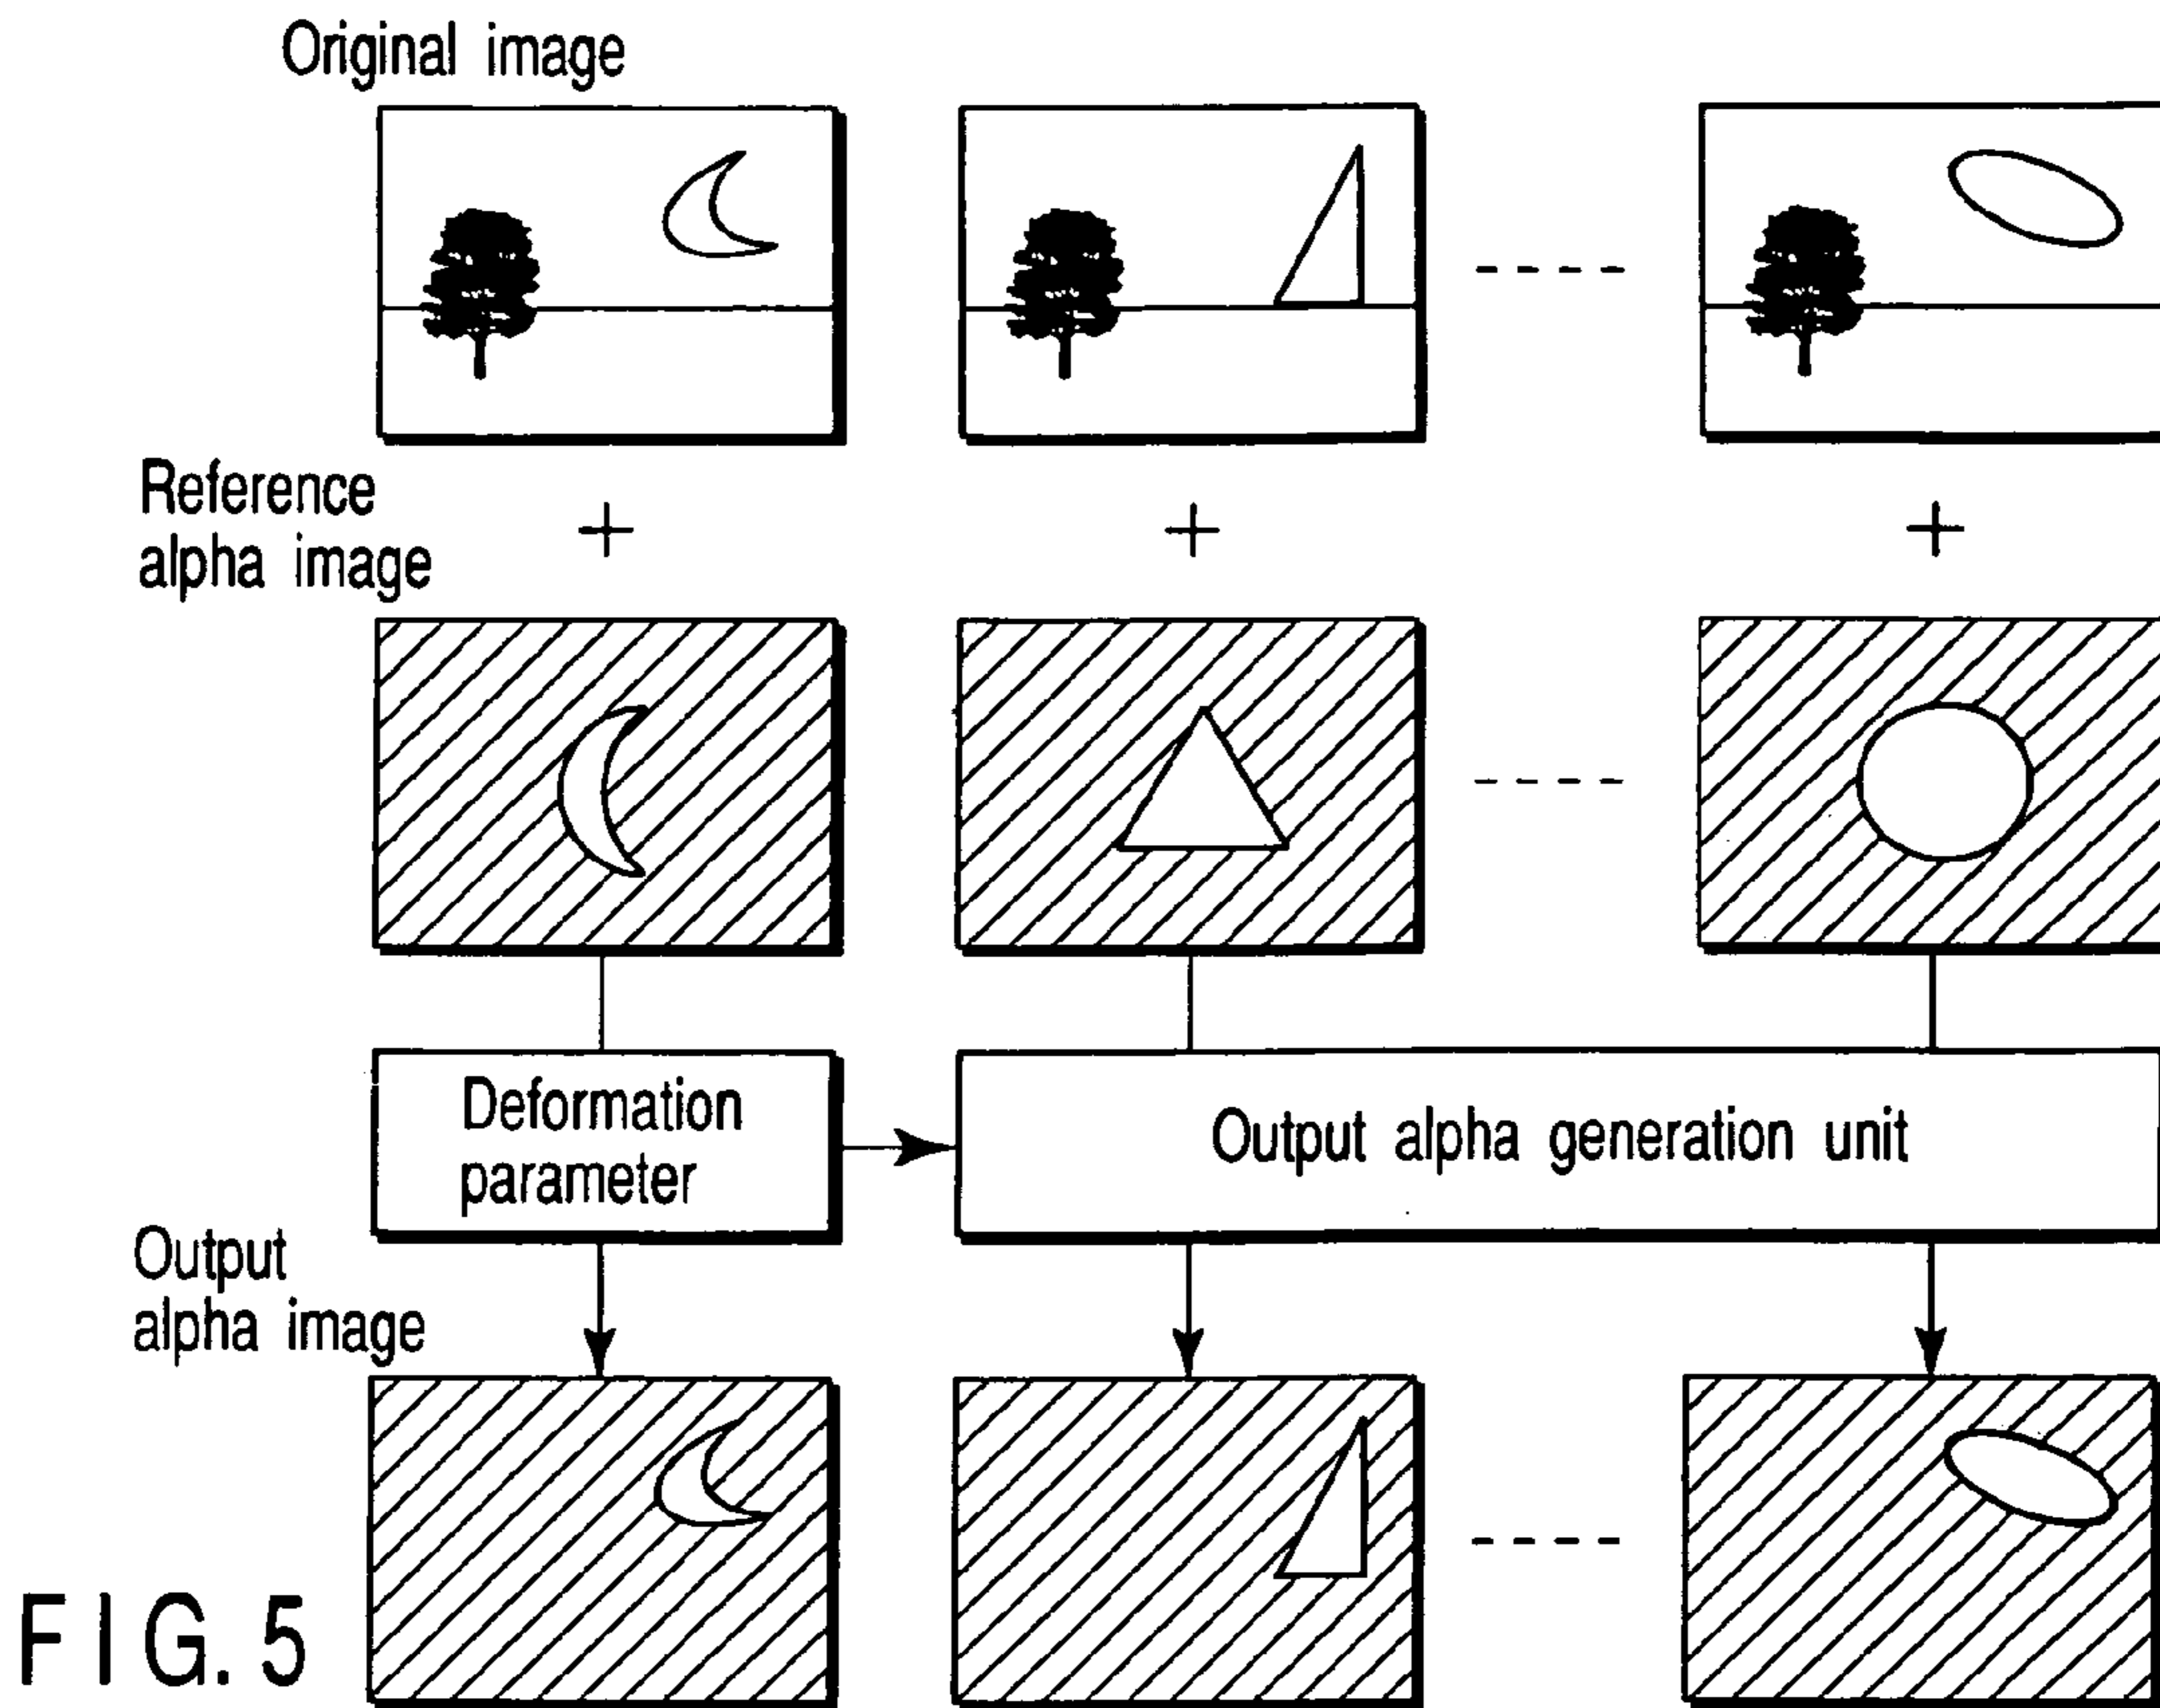 Original image
Reference
alpha image
+ + +
Deformation
parameter
Output alpha generation unit
Output
alpha image
FIG. 5